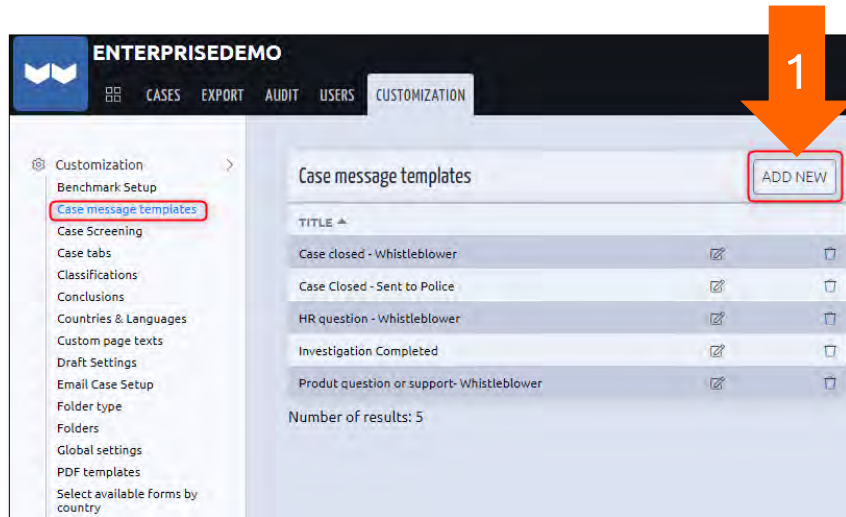 ENTERPRISEDEMO
1
CASES EXPORT AUDIT USERS CUSTOMIZATION
Customization
Benchmark Setup
Case message templates
Case Screening
Case tabs
Classifications
Conclusions
Countries & Languages
Custom page texts
Draft Settings
Email Case Setup
Folder type
Folders
Global settings
PDF templates
Select available forms by
country
Case message templates
ADD NEW
TITLE
Case closed - Whistleblower
Case Closed - Sent to Police
HR question - Whistleblower
Investigation Completed
Produt question or support- Whistleblower
Number of results: 5